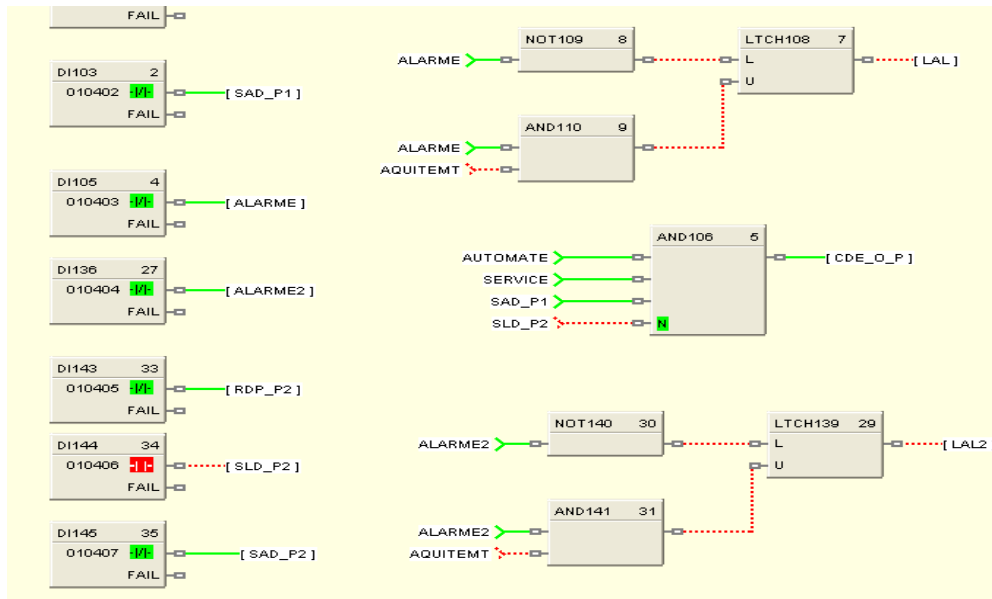 FAIL
DI103 2
010402 -|/|-
[ SAD_P1 ]
FAIL
DI105 4
010403 -|/|-
[ ALARME ]
FAIL
DI136 27
010404 -|/|-
[ ALARME2 ]
FAIL
DI143 33
010405 -|/|-
[ RDP_P2 ]
FAIL
DI144 34
010406 -| |-
[ SLD_P2 ]
FAIL
DI145 35
010407 -|/|-
[ SAD_P2 ]
FAIL
NOT109 8
ALARME
LTCH108 7
L
U
[ LAL ]
AND110 9
ALARME
AQUITEMT
AND106 5
AUTOMATE
SERVICE
SAD_P1
SLD_P2
N
[ CDE_O_P ]
NOT140 30
ALARME2
LTCH139 29
L
U
[ LAL2
AND141 31
ALARME2
AQUITEMT